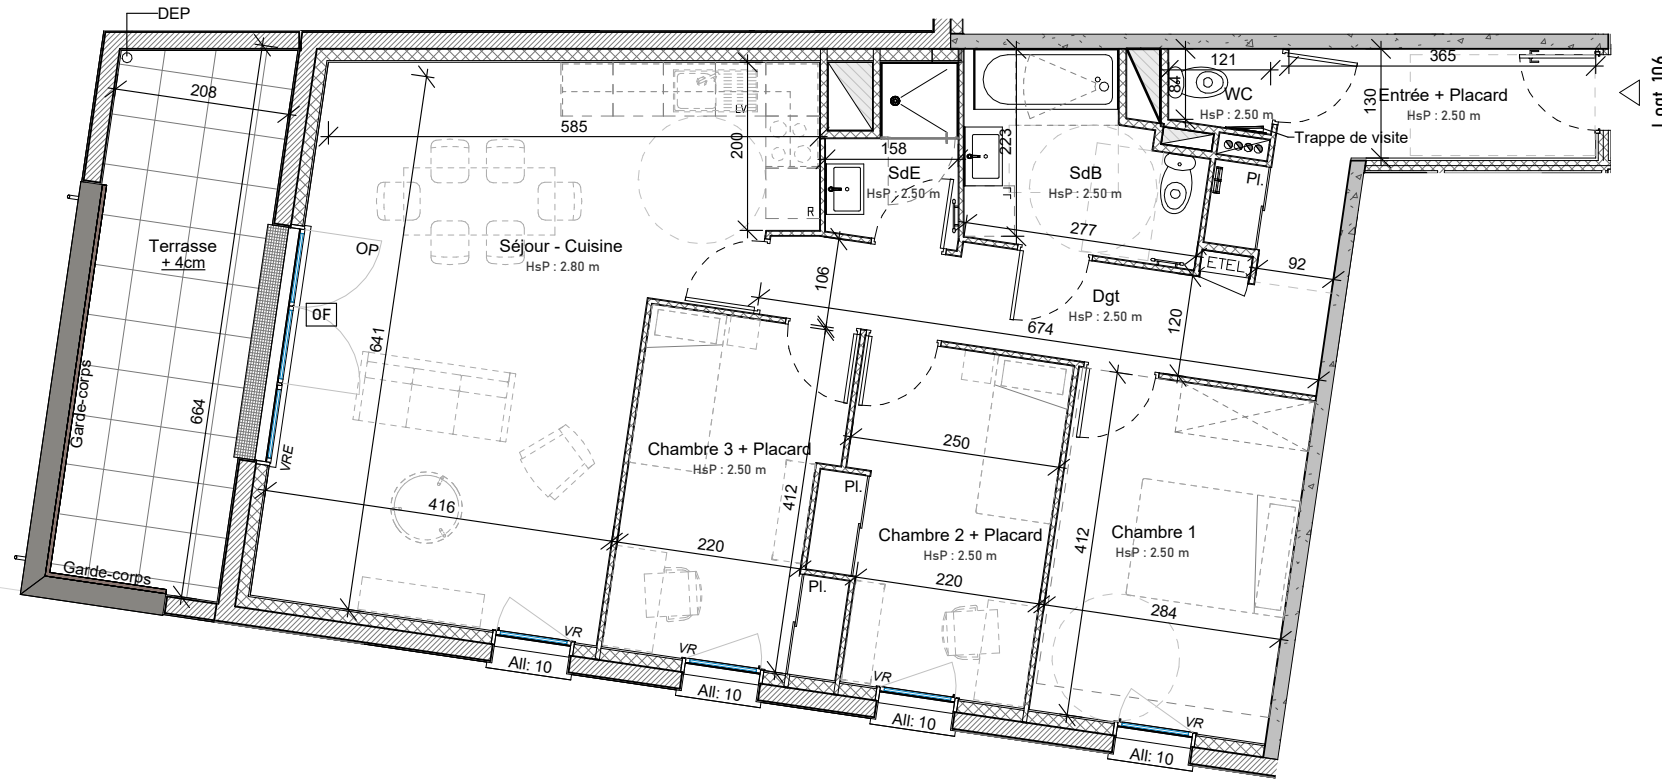 DEP
208
585
200
LV
158
SdE
HsP : 2.50 m
223
LL
SdB
HsP : 2.50 m
84
121
WC
HsP : 2.50 m
365
130
Entrée + Placard
HsP : 2.50 m
Lgat 106
Trappe de visite
Pl.
R
Terrasse
+ 4cm
OP
Séjour - Cuisine
HsP : 2.80 m
277
ETEL
92
106
Dgt
HsP : 2.50 m
674
120
OF
641
664
Garde-corps
VRE
416
Chambre 3 + Placard
HsP : 2.50 m
250
412
Pl.
220
Chambre 2 + Placard
HsP : 2.50 m
412
Chambre 1
HsP : 2.50 m
Garde-corps
Pl.
220
284
VR
All: 10
VR
All: 10
VR
All: 10
VR
All: 10